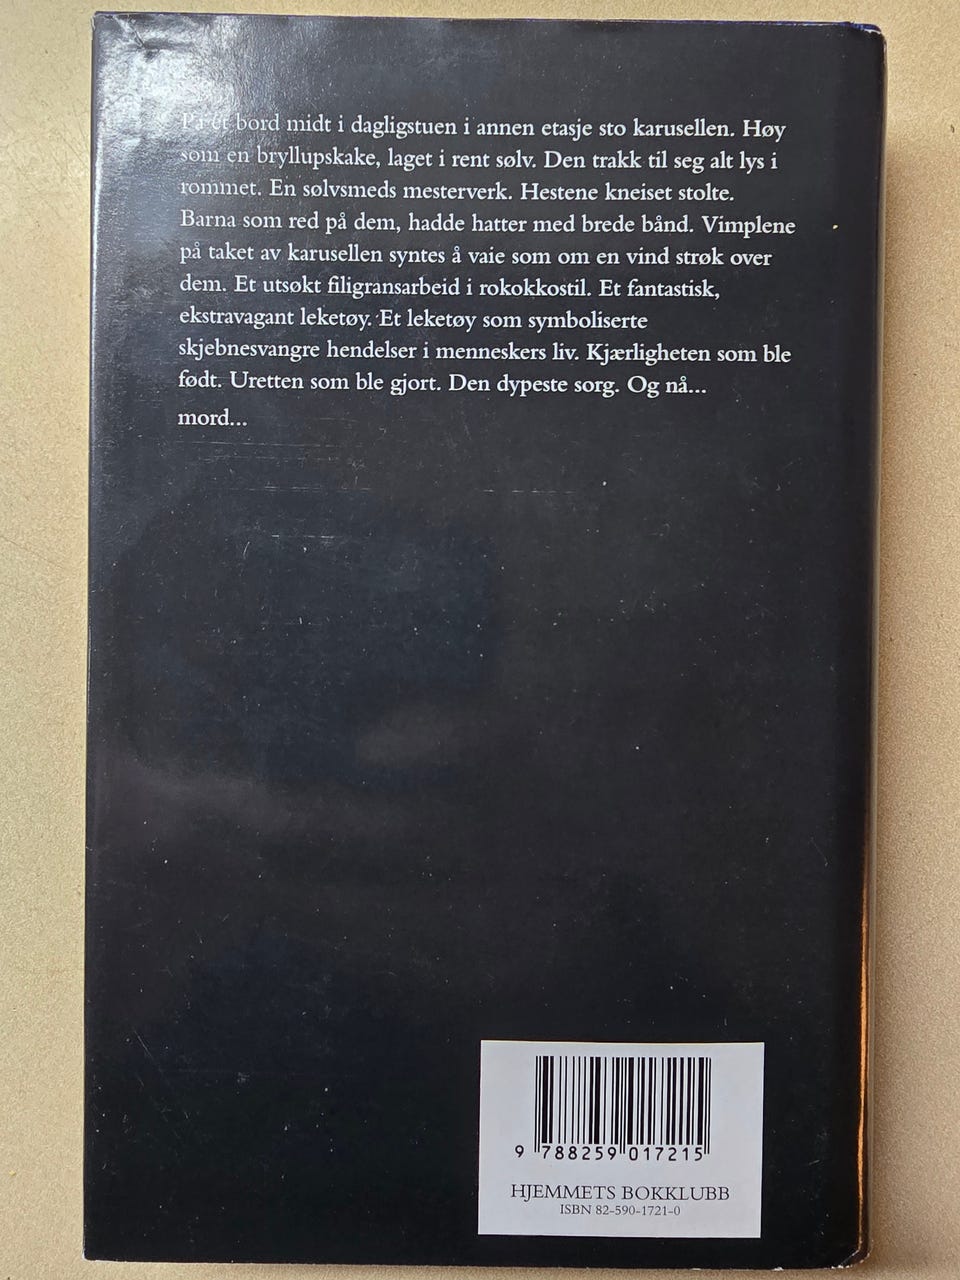 På et bord midt i dagligstuen i annen etasje sto karusellen. Høy
som en bryllupskake, laget i rent sølv. Den trakk til seg alt lys i
rommet. En sølvsmeds mesterverk. Hestene kneiset stolte.
Barna som red på dem, hadde hatter med brede bånd. Vimplene
på taket av karusellen syntes å vaie som om en vind strøk over
dem. Et utsøkt filigransarbeid i rokokkostil. Et fantastisk,
ekstravagant leketøy. Et leketøy som symboliserte
skjebnesvangre hendelser i menneskers liv. Kjærligheten som ble
født. Uretten som ble gjort. Den dypeste sorg. Og nå...
mord...
9 788259 017215
HJEMMETS BOKKLUBB
ISBN 82-590-1721-0